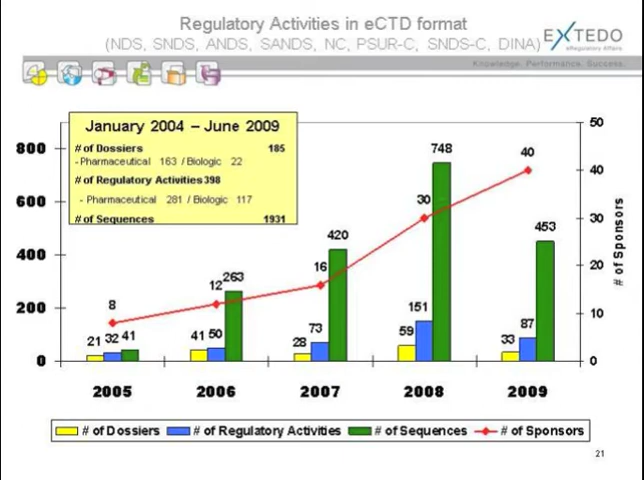 Regulatory Activities in eCTD format
(NDS, SNDS, ANDS, SANDS, NC, PSUR-C, SNDS-C, DINA)
EXTEDO
eRegulatory Affairs
Knowledge. Performance. Success.
January 2004 – June 2009
# of Dossiers 185
- Pharmaceutical 163 / Biologic 22
# of Regulatory Activities 398
- Pharmaceutical 281 / Biologic 117
# of Sequences 1931
800
600
400
200
0
50
40
30
20
10
0
# of Sponsors
8
21 32 41
12 263
41 50
16 420
28 73
30 748
59 151
40 453
33 87
2005 2006 2007 2008 2009
# of Dossiers # of Regulatory Activities # of Sequences # of Sponsors
21